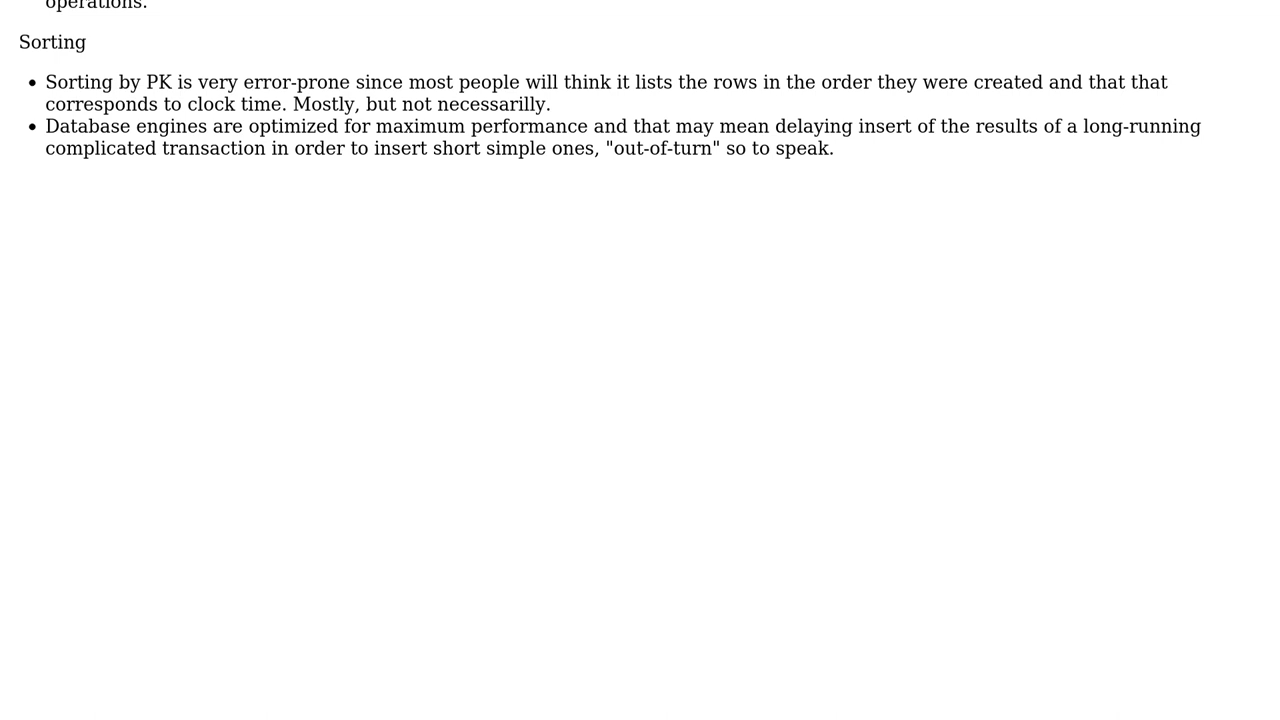 operations.
Sorting
• Sorting by PK is very error-prone since most people will think it lists the rows in the order they were created and that that
corresponds to clock time. Mostly, but not necessarilly.
• Database engines are optimized for maximum performance and that may mean delaying insert of the results of a long-running
complicated transaction in order to insert short simple ones, "out-of-turn" so to speak.